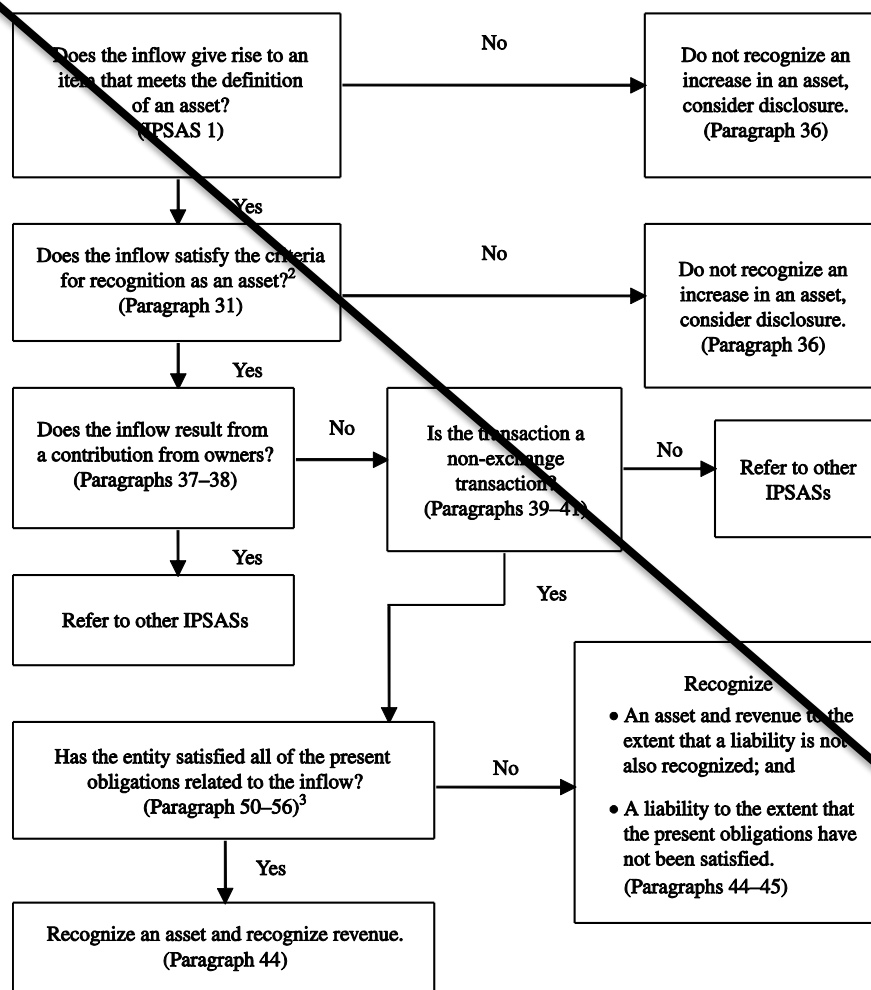 Does the inflow give rise to an
item that meets the definition
of an asset?
(IPSAS 1)
No
Do not recognize an
increase in an asset,
consider disclosure.
(Paragraph 36)
Yes
Does the inflow satisfy the criteria
for recognition as an asset?²
(Paragraph 31)
No
Do not recognize an
increase in an asset,
consider disclosure.
(Paragraph 36)
Yes
Does the inflow result from
a contribution from owners?
(Paragraphs 37–38)
No
Is the transaction a
non-exchange
transaction?
(Paragraphs 39–41)
No
Refer to other
IPSASs
Yes
Refer to other IPSASs
Yes
Has the entity satisfied all of the present
obligations related to the inflow?
(Paragraph 50–56)³
No
Recognize
• An asset and revenue to the
extent that a liability is not
also recognized; and
• A liability to the extent that
the present obligations have
not been satisfied.
(Paragraphs 44–45)
Yes
Recognize an asset and recognize revenue.
(Paragraph 44)